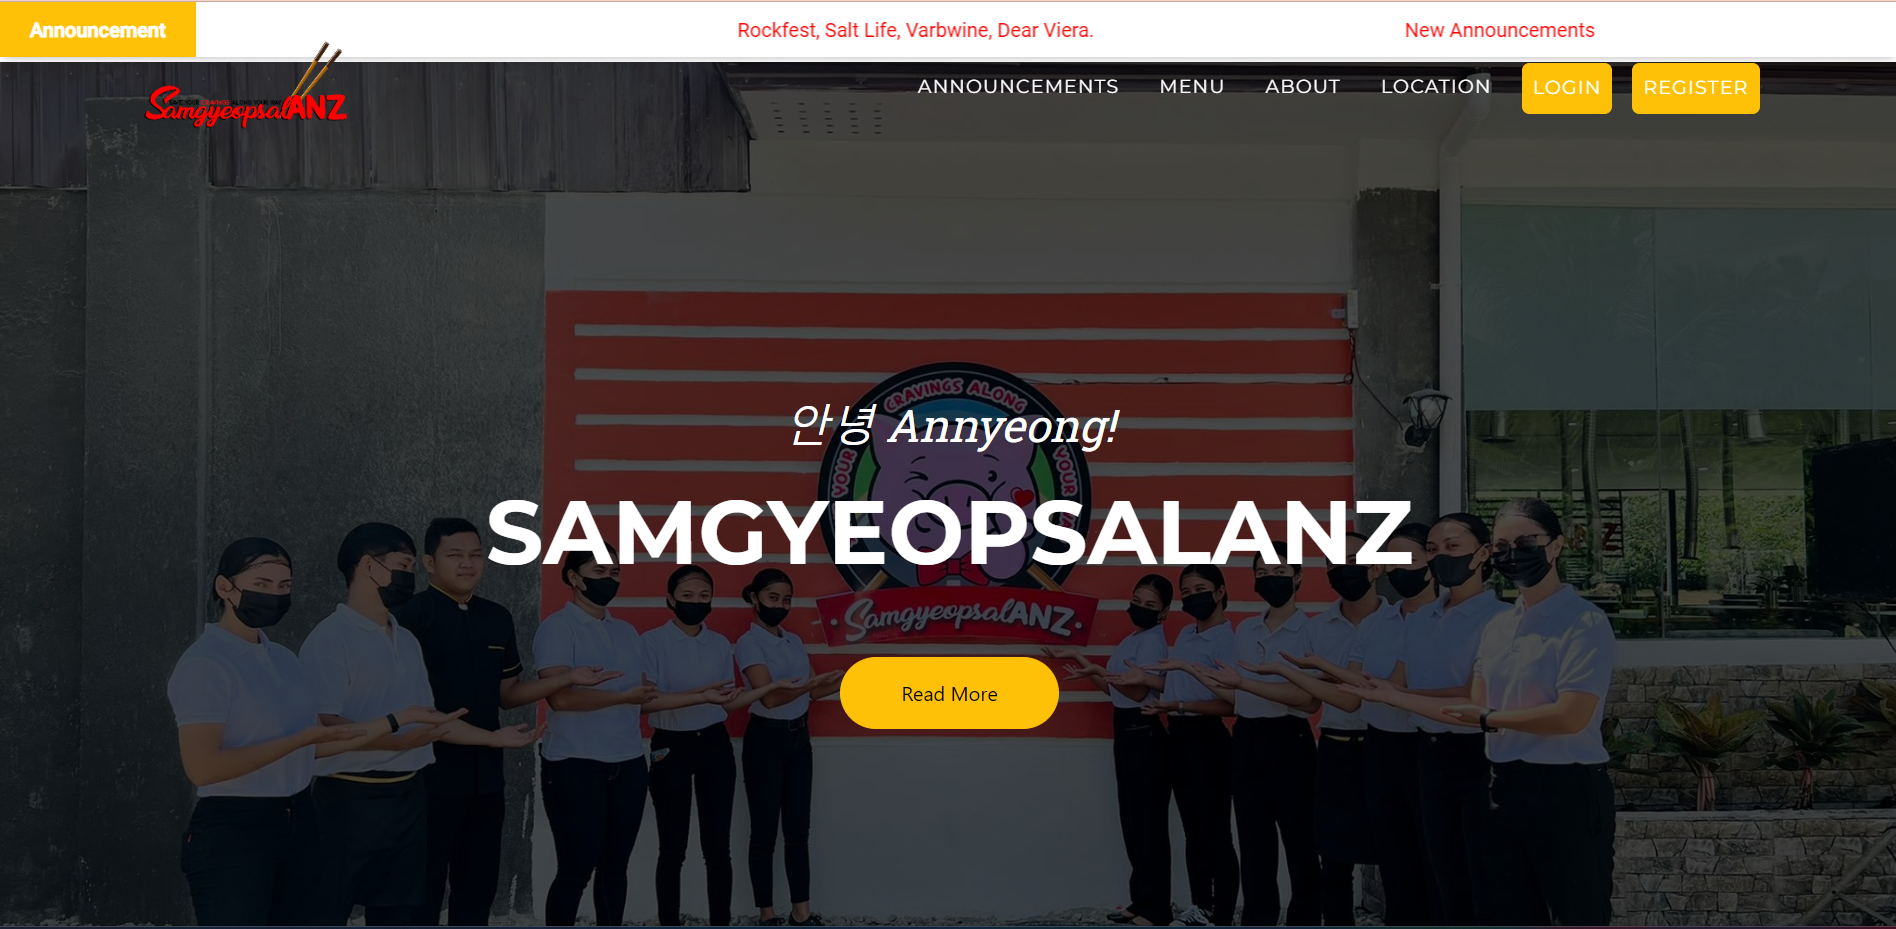 Announcement
Rockfest, Salt Life, Varbwine, Dear Viera.
New Announcements
SamgyeopsalANZ
ANNOUNCEMENTS
MENU
ABOUT
LOCATION
LOGIN
REGISTER
CRAVINGS ALONG
YOUR
YOUR
안녕 Annyeong!
SAMGYEOPSALANZ
SamgyeopsalANZ
Read More